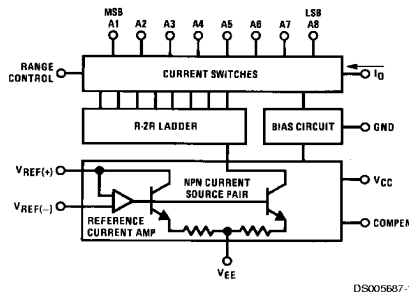 MSB LSB
A1 A2 A3 A4 A5 A6 A7 A8
RANGE
CONTROL
CURRENT SWITCHES
IO
R-2R LADDER
BIAS CIRCUIT
GND
VREF(+)
NPN CURRENT
SOURCE PAIR
VCC
VREF(−)
REFERENCE
CURRENT AMP
COMPEN
VEE
DS005687-